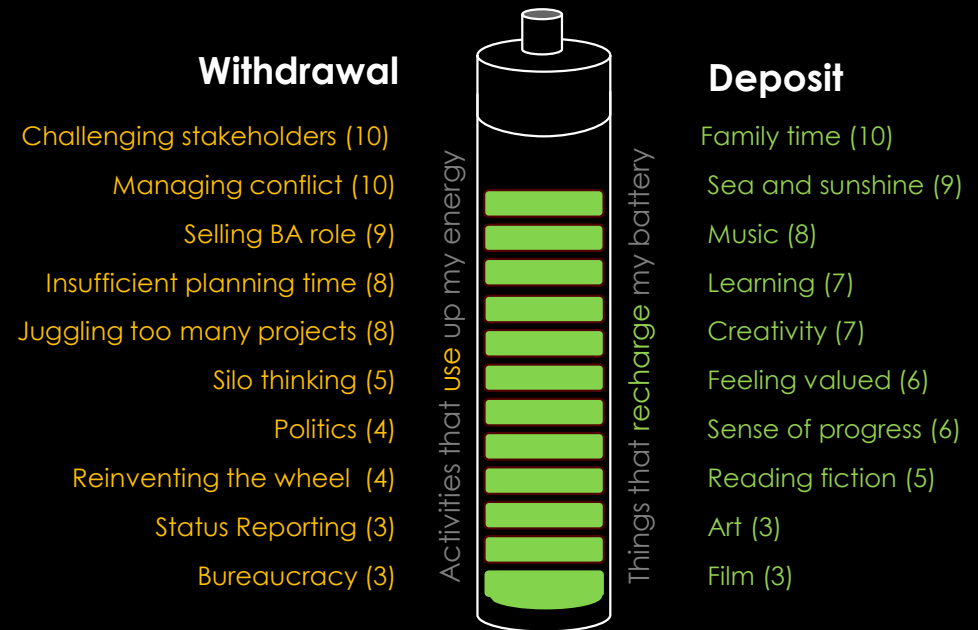 Withdrawal
Challenging stakeholders (10)
Managing conflict (10)
Selling BA role (9)
Insufficient planning time (8)
Juggling too many projects (8)
Silo thinking (5)
Politics (4)
Reinventing the wheel  (4)
Status Reporting (3)
Bureaucracy (3)
Activities that use up my energy
Things that recharge my battery
Deposit
Family time (10)
Sea and sunshine (9)
Music (8)
Learning (7)
Creativity (7)
Feeling valued (6)
Sense of progress (6)
Reading fiction (5)
Art (3)
Film (3)